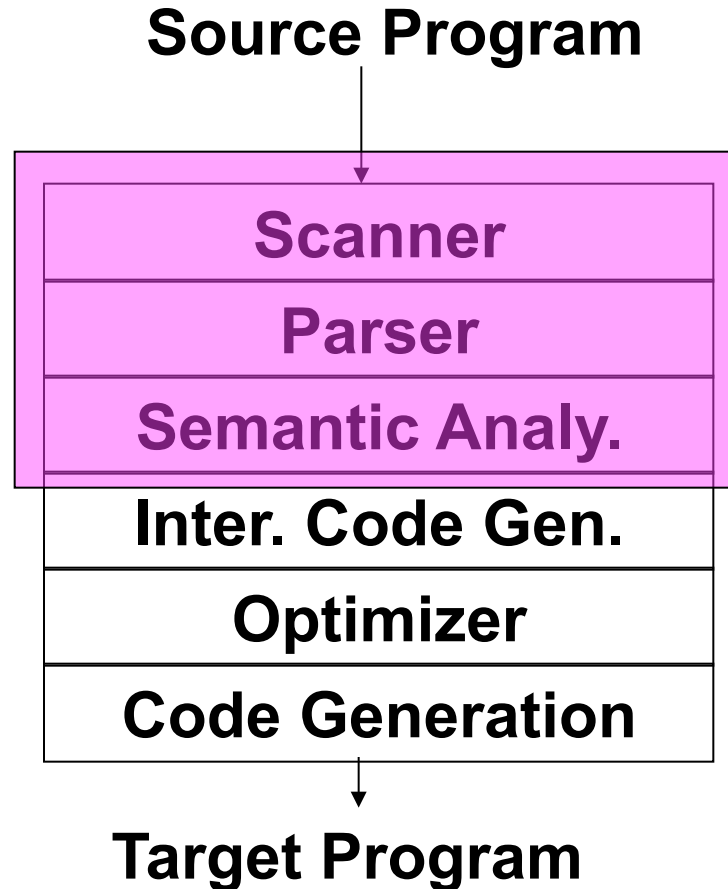 Source Program
Scanner
Parser
Semantic Analy.
Inter. Code Gen.
Optimizer
Code Generation
Target Program